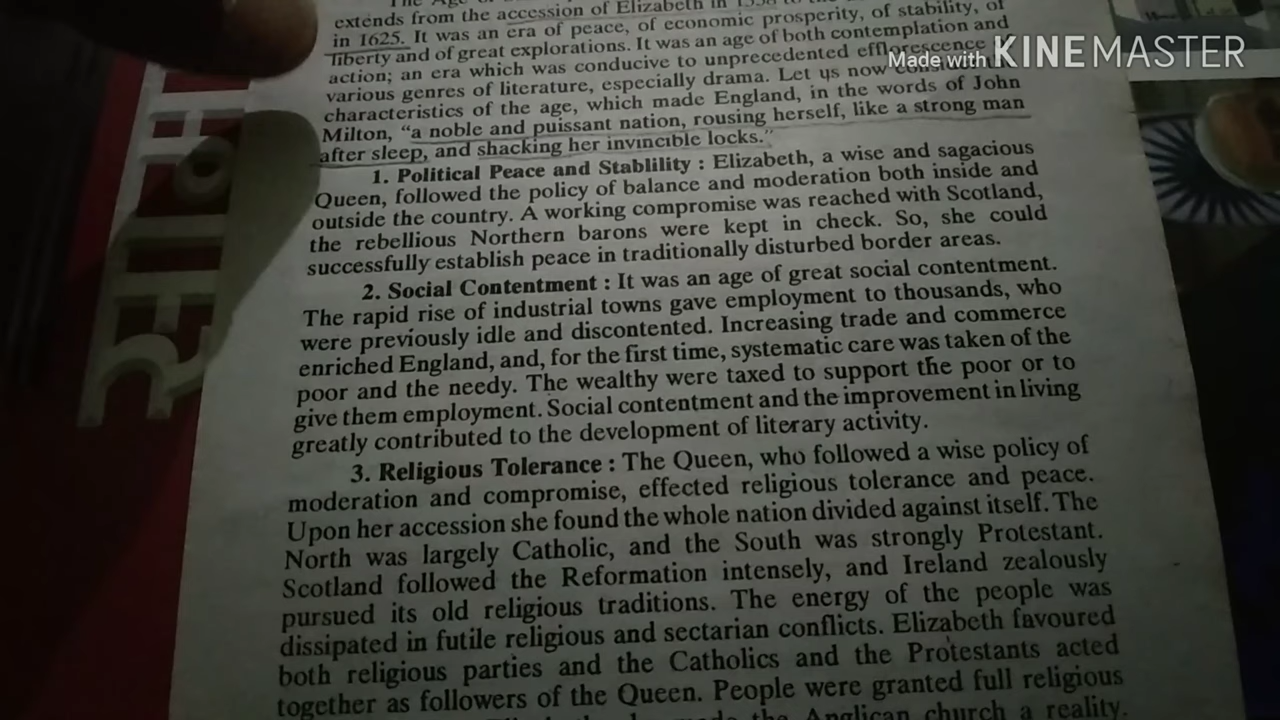 The Age
extends from the accession of Elizabeth in 1558 to the
in 1625. It was an era of peace, of economic prosperity, of stability, of
liberty and of great explorations. It was an age of both contemplation and
action; an era which was conducive to unprecedented efflorescence
various genres of literature, especially drama. Let us now
characteristics of the age, which made England, in the words of John
Milton, “a noble and puissant nation, rousing herself, like a strong man
after sleep, and shacking her invincible locks.”
1. Political Peace and Stablility : Elizabeth, a wise and sagacious
Queen, followed the policy of balance and moderation both inside and
outside the country. A working compromise was reached with Scotland,
the rebellious Northern barons were kept in check. So, she could
successfully establish peace in traditionally disturbed border areas.
2. Social Contentment : It was an age of great social contentment.
The rapid rise of industrial towns gave employment to thousands, who
were previously idle and discontented. Increasing trade and commerce
enriched England, and, for the first time, systematic care was taken of the
poor and the needy. The wealthy were taxed to support the poor or to
give them employment. Social contentment and the improvement in living
greatly contributed to the development of literary activity.
3. Religious Tolerance : The Queen, who followed a wise policy of
moderation and compromise, effected religious tolerance and peace.
Upon her accession she found the whole nation divided against itself. The
North was largely Catholic, and the South was strongly Protestant.
Scotland followed the Reformation intensely, and Ireland zealously
pursued its old religious traditions. The energy of the people was
dissipated in futile religious and sectarian conflicts. Elizabeth favoured
both religious parties and the Catholics and the Protestants acted
together as followers of the Queen. People were granted full religious
made the Anglican church a reality.
Made with KINEMASTER